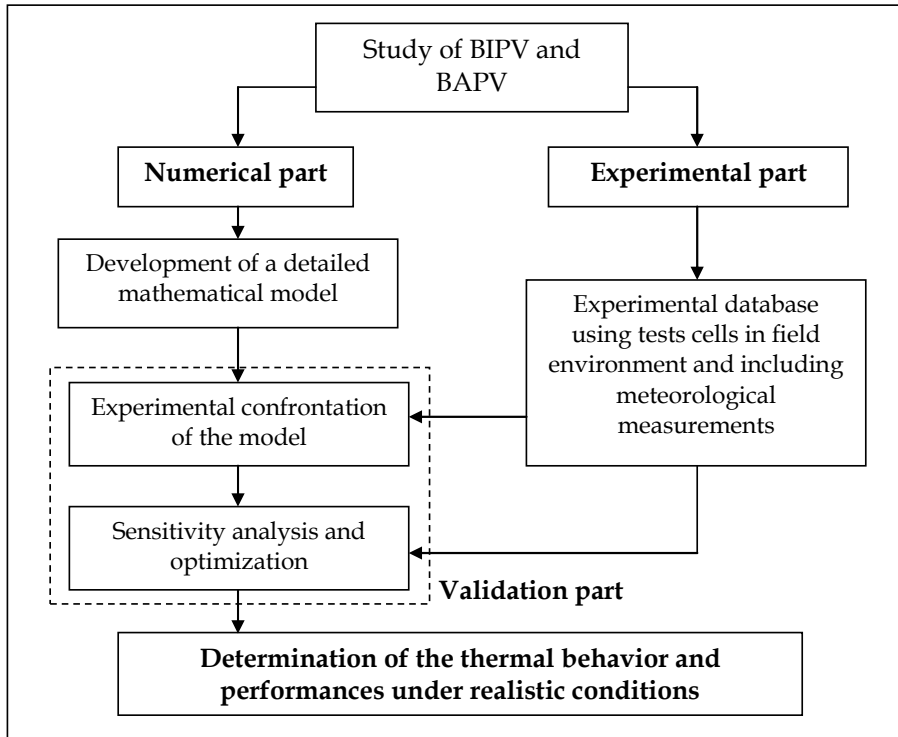 Study of BIPV and
BAPV
Numerical part
Experimental part
Development of a detailed
mathematical model
Experimental database
using tests cells in field
environment and including
meteorological
measurements
Experimental confrontation
of the model
Sensitivity analysis and
optimization
Validation part
Determination of the thermal behavior and
performances under realistic conditions